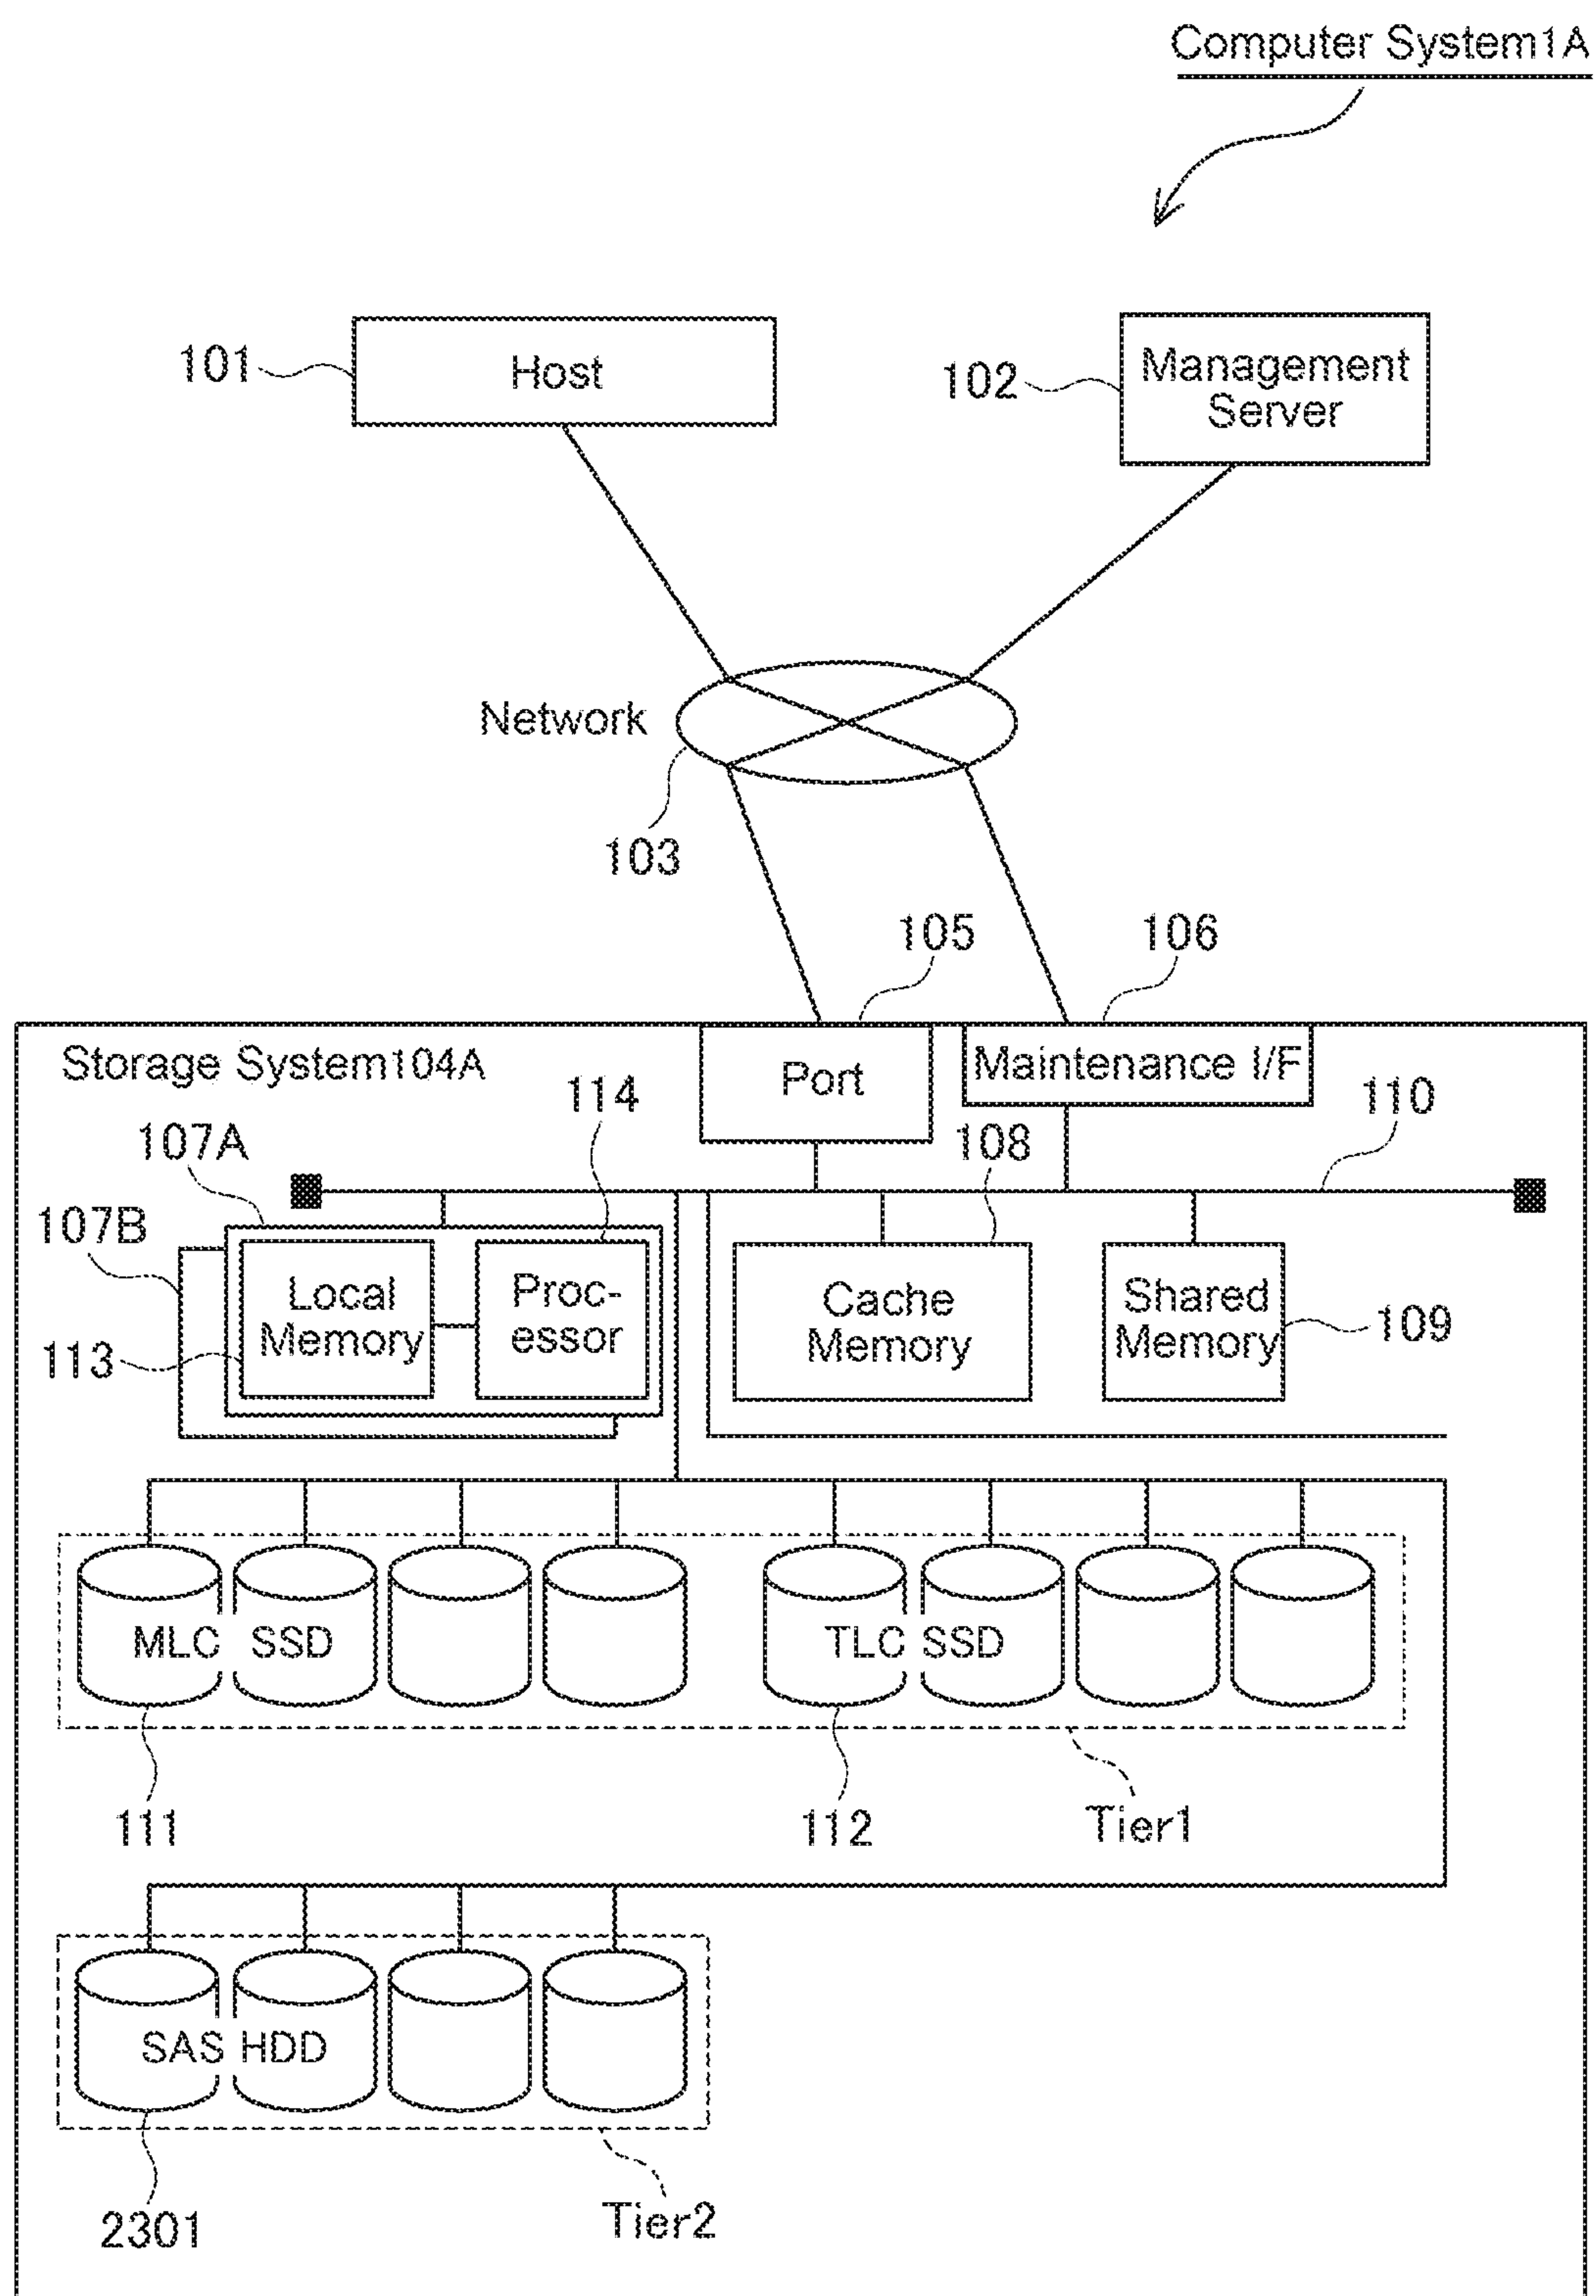 Computer System1A
101
Host
102
Management
Server
Network
103
105
106
Storage System104A
Port
Maintenance I/F
114
107A
108
110
107B
Local
Memory
Proc-
essor
Cache
Memory
Shared
Memory
109
113
MLC SSD
TLC SSD
111
112
Tier1
SAS HDD
2301
Tier2